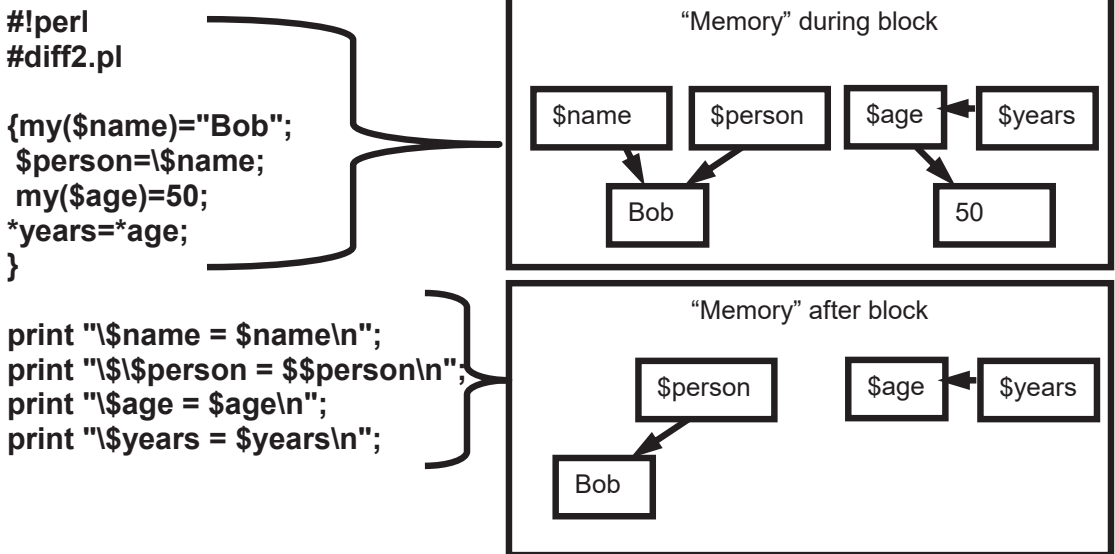 #!perl
#diff2.pl
{my($name)="Bob";
$person=\$name;
my($age)=50;
*years=*age;
}
print "\$name = $name\n";
print "\$\$person = $$person\n";
print "\$age = $age\n";
print "\$years = $years\n";
“Memory” during block
$name
$person
$age
$years
Bob
50
“Memory” after block
$person
$age
$years
Bob